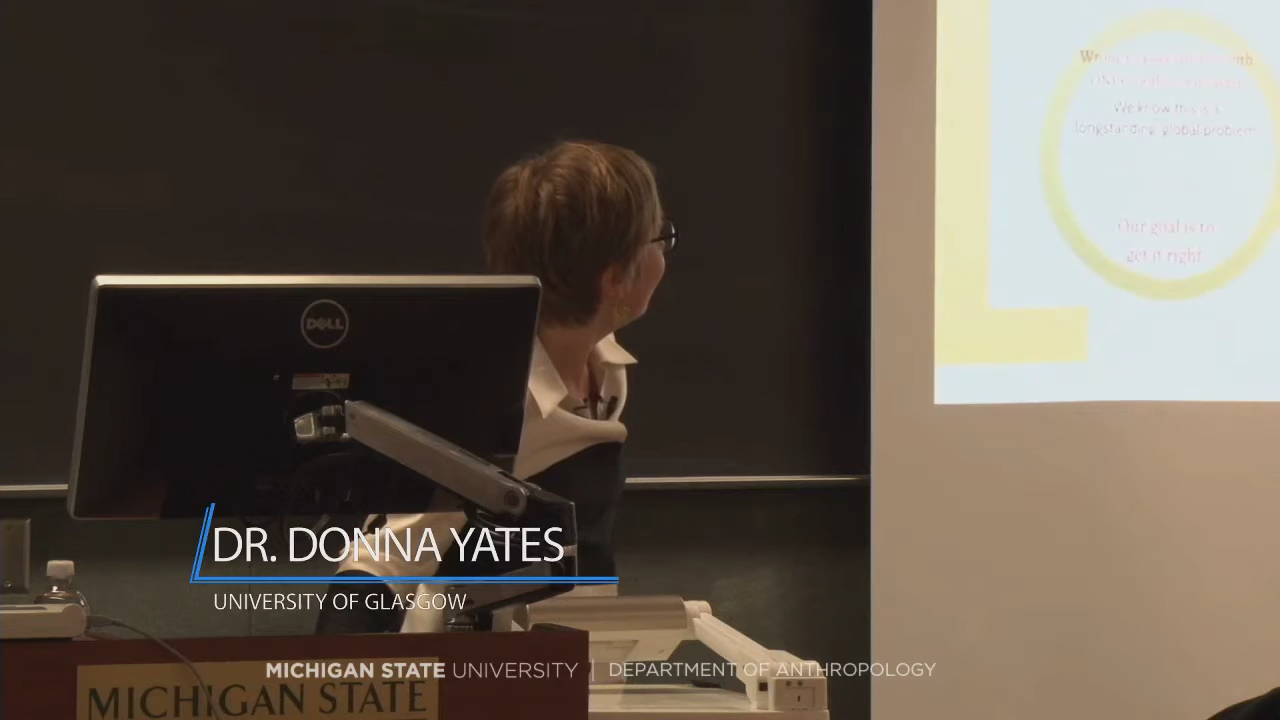 We know this is a
longstanding, global problem
Our goal is to
get it right
DELL
DR. DONNA YATES
UNIVERSITY OF GLASGOW
MICHIGAN STATE UNIVERSITY | DEPARTMENT OF ANTHROPOLOGY
MICHIGAN STATE